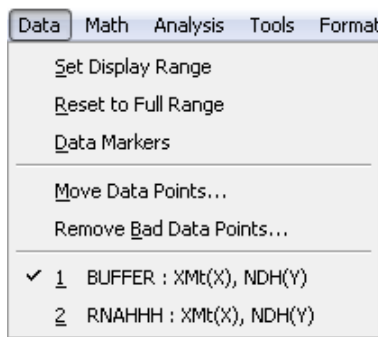 Data Math Analysis Tools Format
Set Display Range
Reset to Full Range
Data Markers
Move Data Points...
Remove Bad Data Points...
✓ 1 BUFFER : XMt(X), NDH(Y)
2 RNAHHH : XMt(X), NDH(Y)